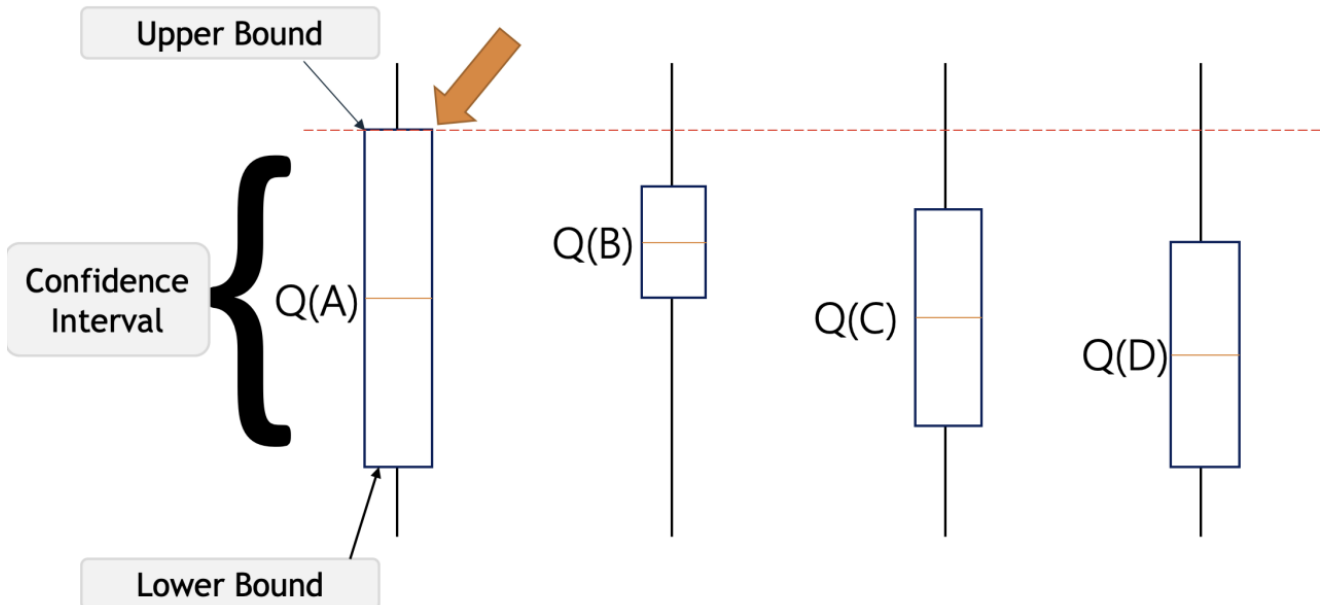 Upper Bound
Confidence
Interval
Q(A)
Q(B)
Q(C)
Q(D)
Lower Bound